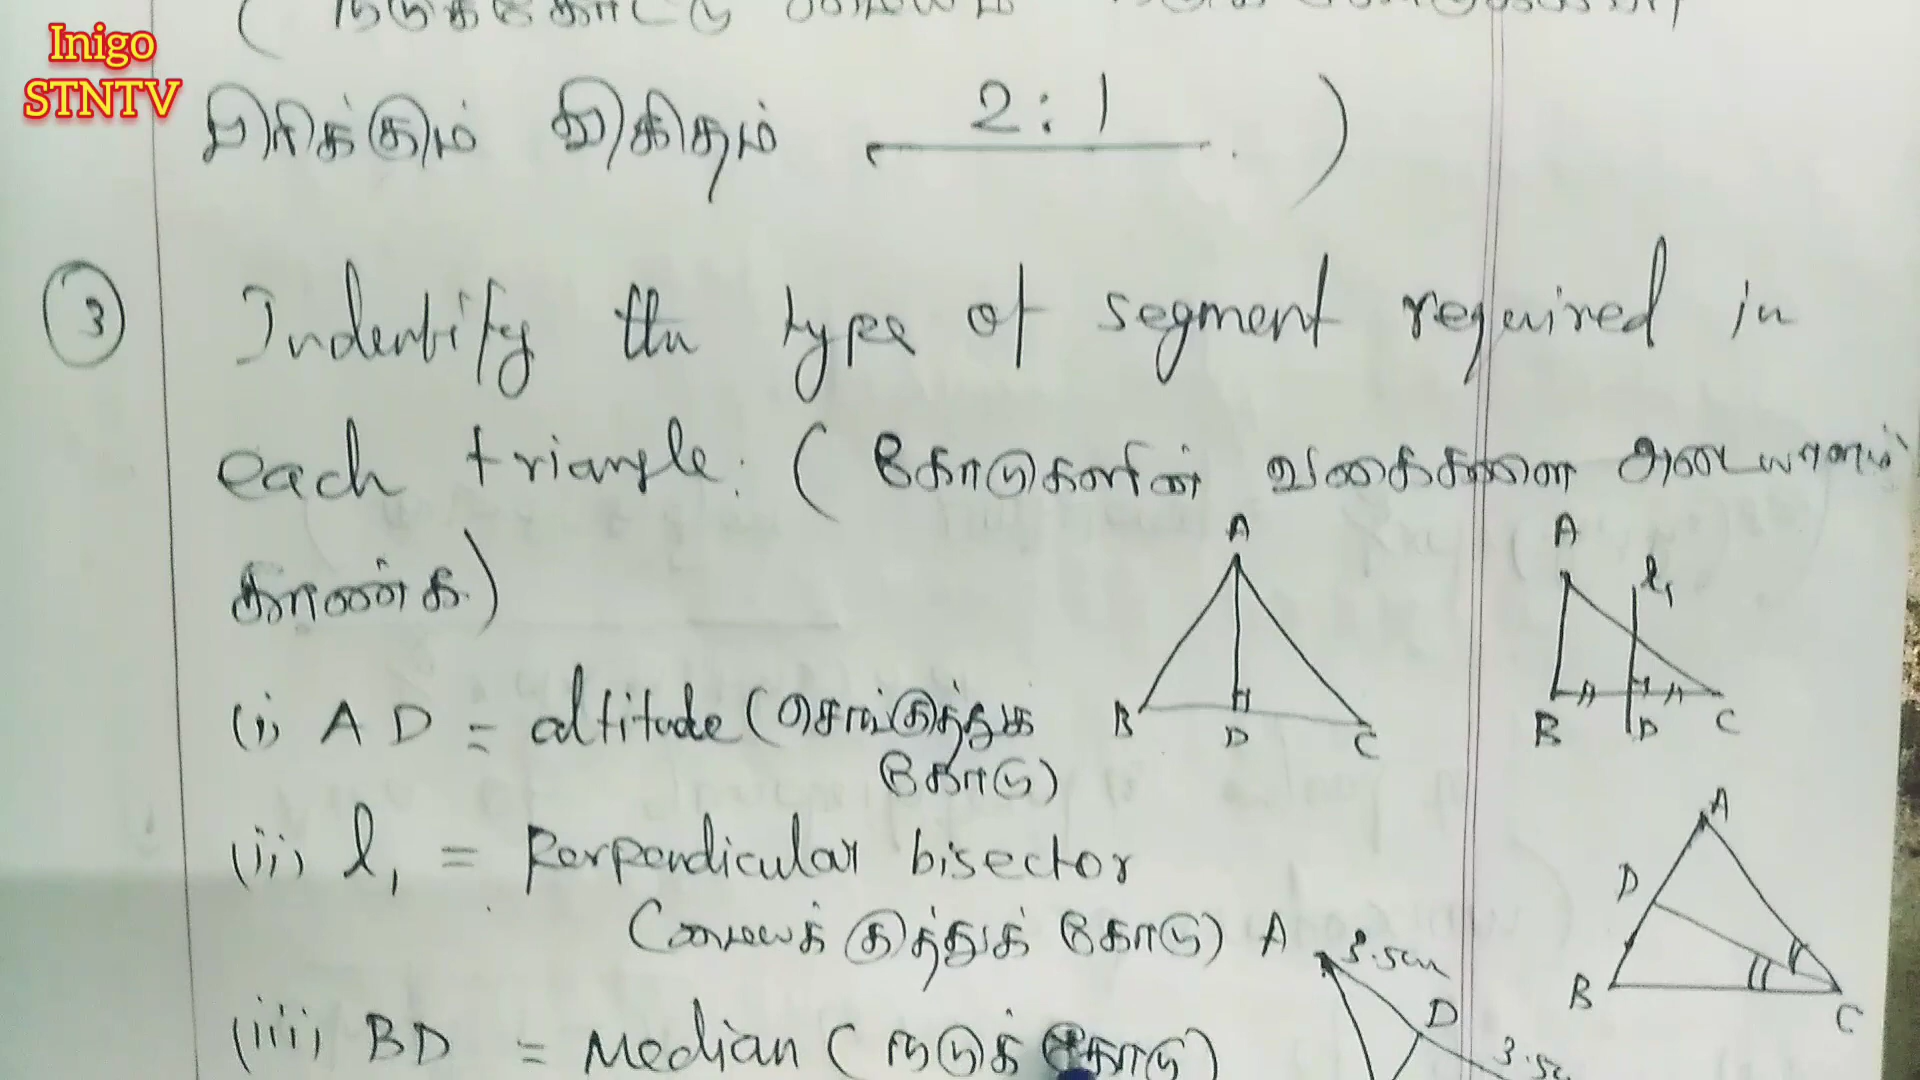 Inigo
STNTV
பிரிக்கும் விகிதம் 2:1 . )
3 Indentify the type of segment required in
each triangle. ( கோடுகளின் வகைகளை அடையாளம்
காண்க.)
A
B D C
A
l1
B D C
(i) AD = altitude (செங்குத்துக்
கோடு)
(ii) l1 = Perpendicular bisector
(மையக் குத்துக் கோடு)
A
D
B C
A 3.5cm
D
(iii) BD = Median (நடுக் கோடு)